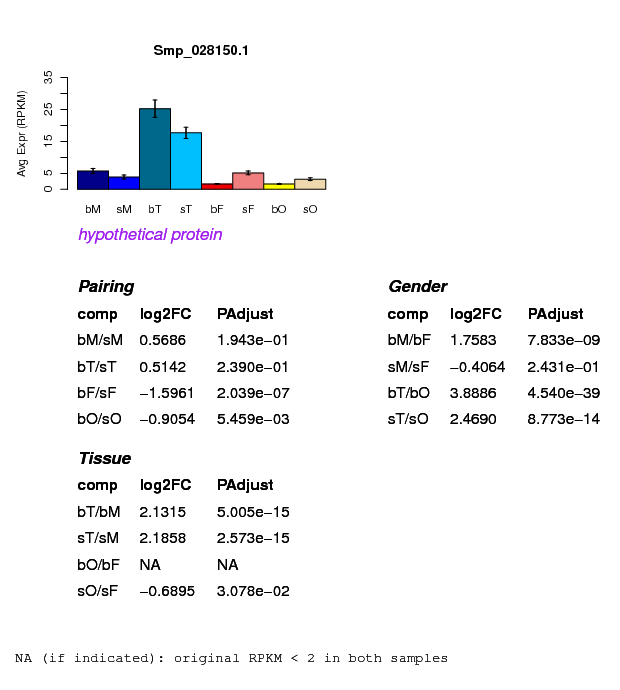 Smp_028150.1
Avg Expr (RPKM)
0 5 15 25 35
bM sM bT sT bF sF bO sO
hypothetical protein
Pairing
comp log2FC PAdjust
bM/sM 0.5686 1.943e−01
bT/sT 0.5142 2.390e−01
bF/sF −1.5961 2.039e−07
bO/sO −0.9054 5.459e−03
Gender
comp log2FC PAdjust
bM/bF 1.7583 7.833e−09
sM/sF −0.4064 2.431e−01
bT/bO 3.8886 4.540e−39
sT/sO 2.4690 8.773e−14
Tissue
comp log2FC PAdjust
bT/bM 2.1315 5.005e−15
sT/sM 2.1858 2.573e−15
bO/bF NA NA
sO/sF −0.6895 3.078e−02
NA (if indicated): original RPKM < 2 in both samples